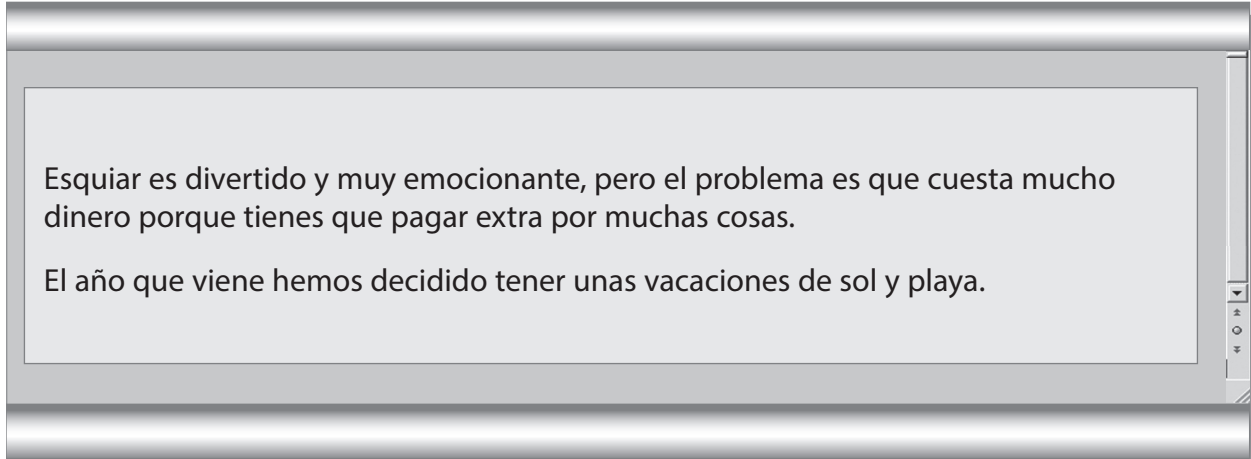 Esquiar es divertido y muy emocionante, pero el problema es que cuesta mucho
dinero porque tienes que pagar extra por muchas cosas.
El año que viene hemos decidido tener unas vacaciones de sol y playa.